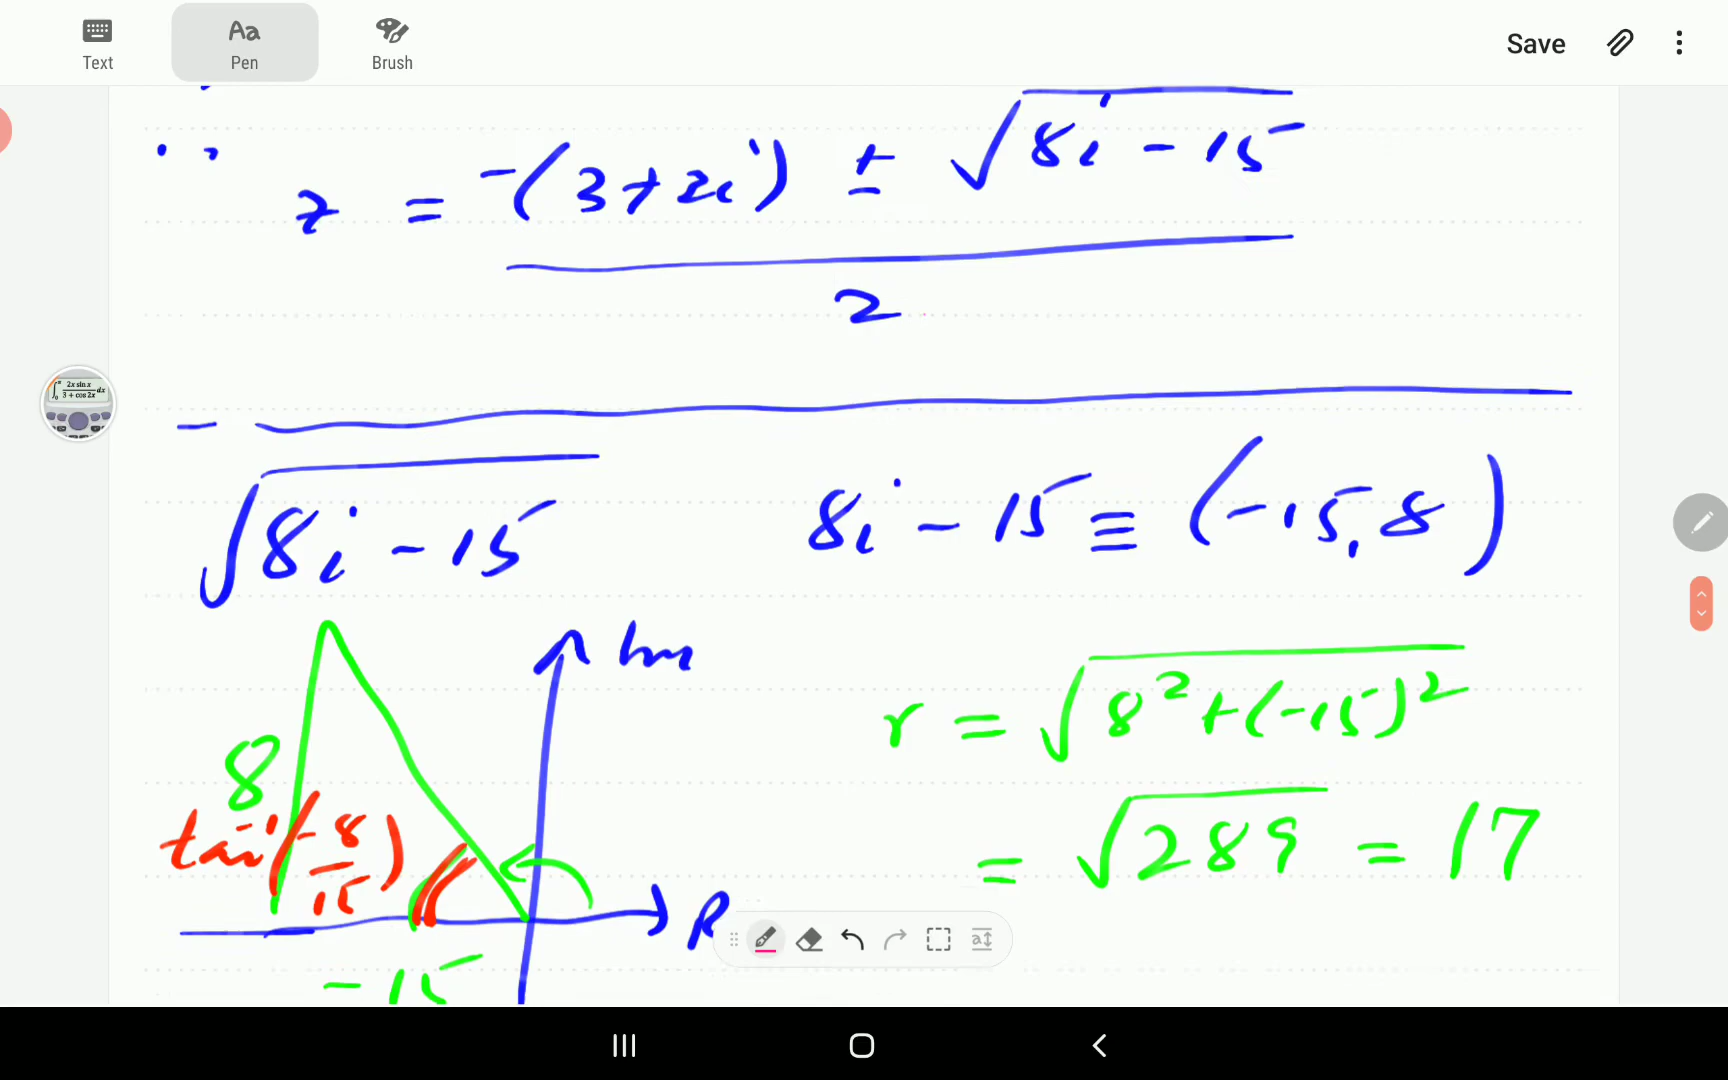 Text
Aa
Pen
Brush
Save
∴ z = -(3+2i) ± √(8i - 15)
2
√(8i - 15)
8i - 15 ≡ (-15, 8)
Im
8
r = √(8² + (-15)²)
tan⁻¹(-8/15)
= √289 = 17
-15